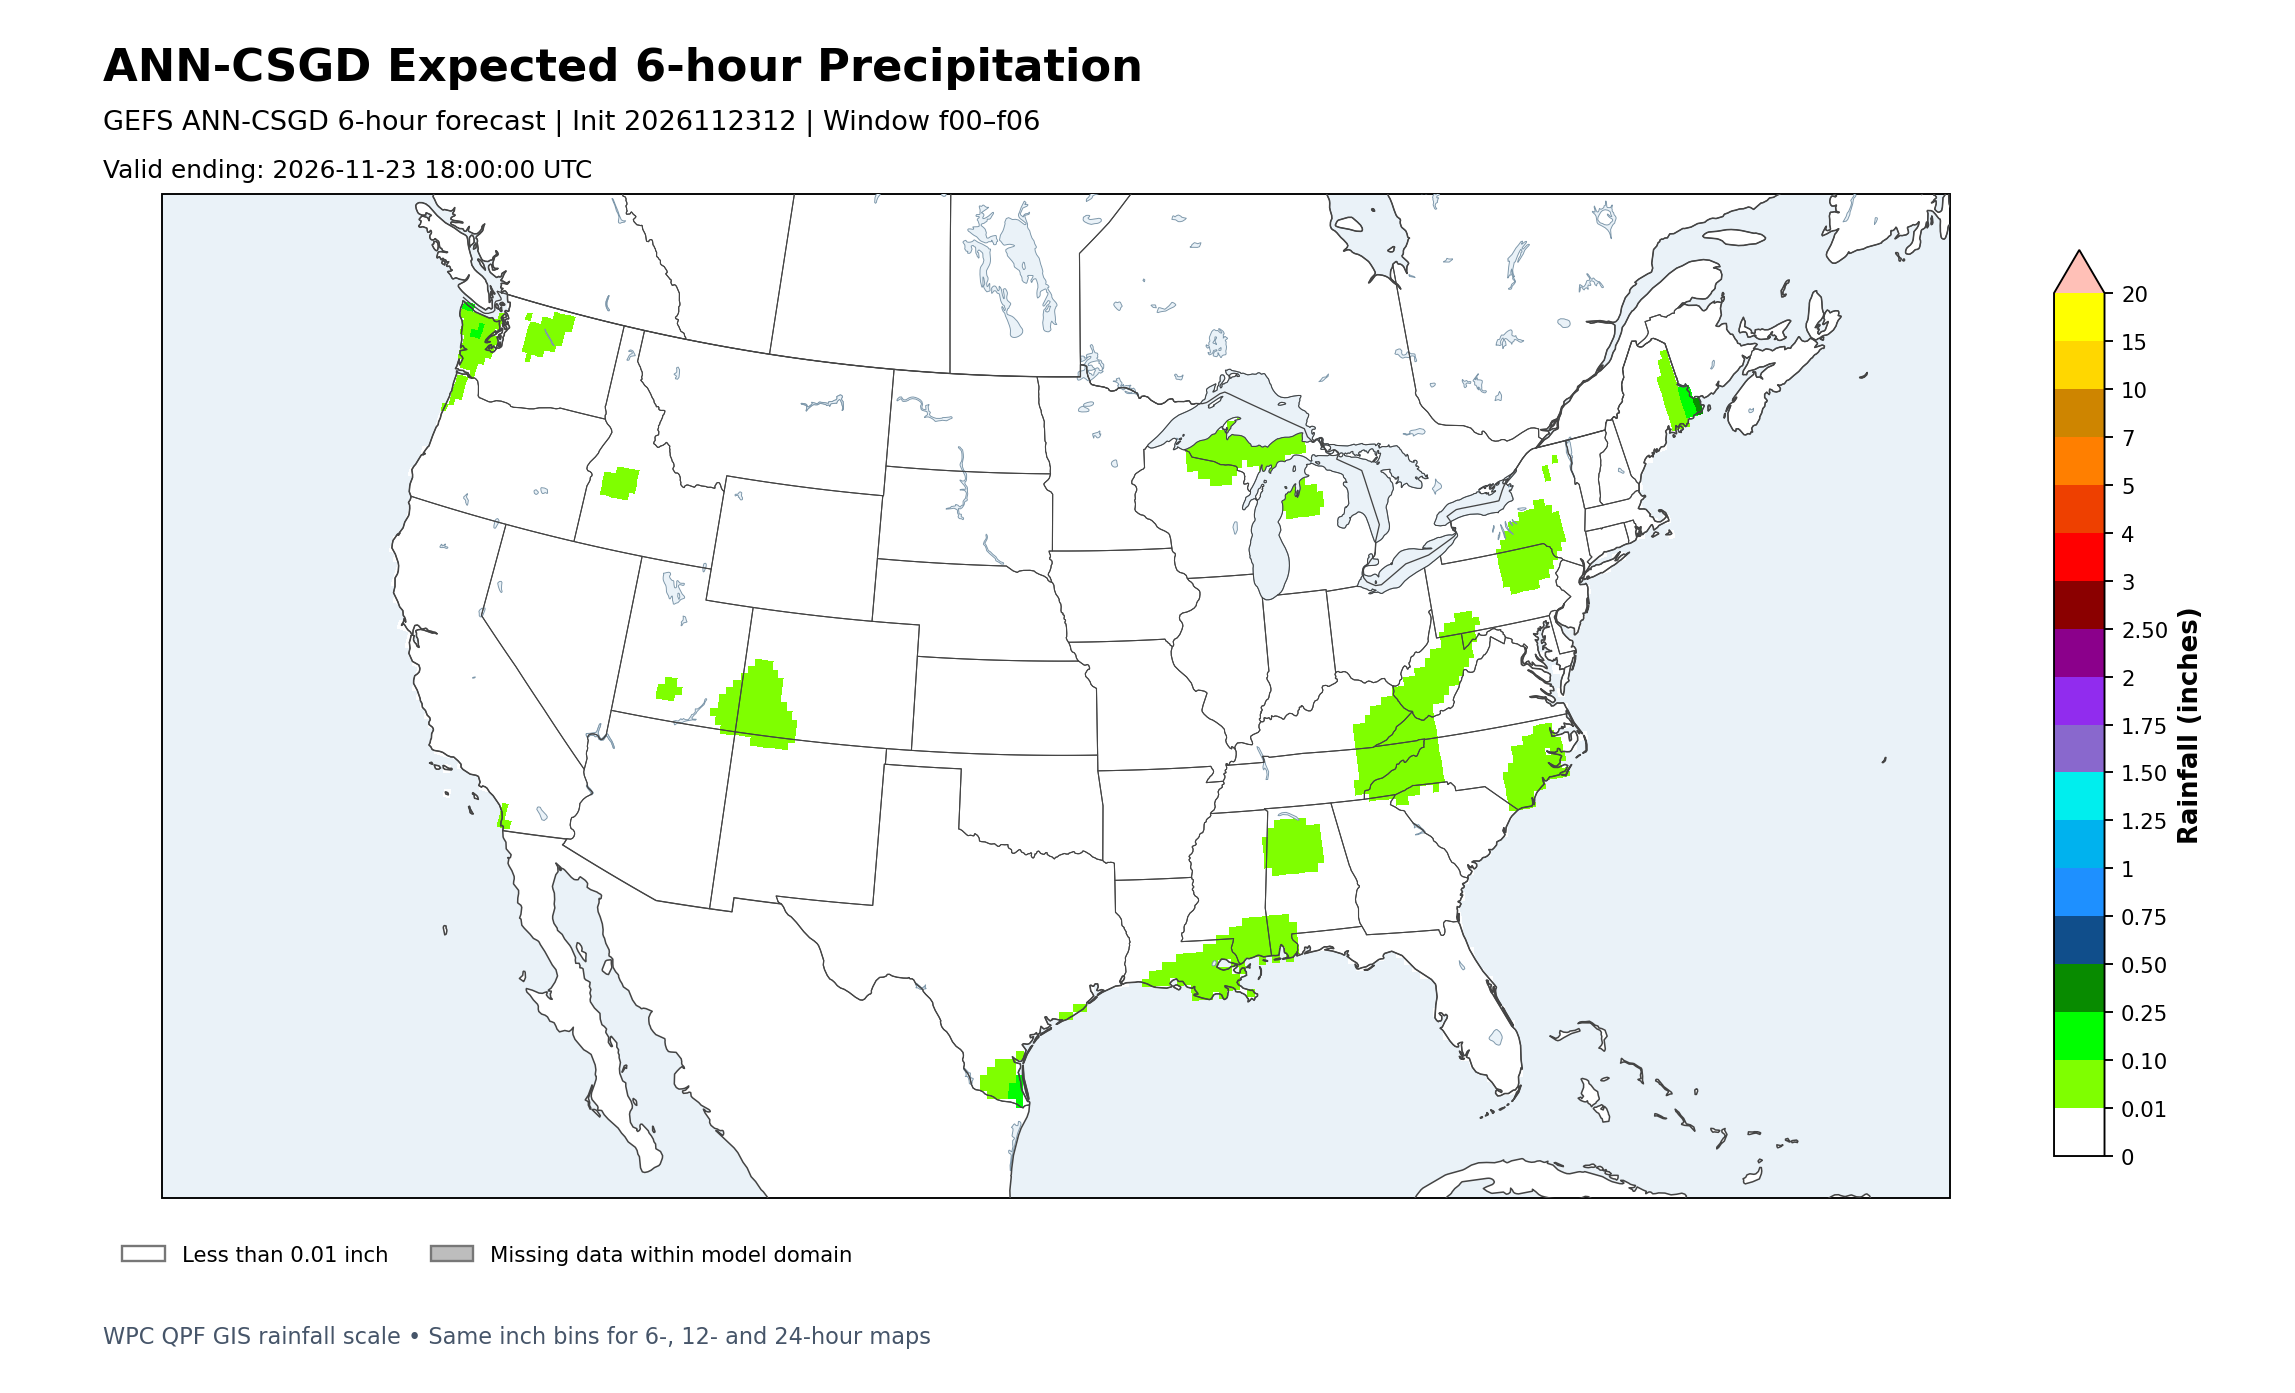 ANN-CSGD Expected 6-hour Precipitation
GEFS ANN-CSGD 6-hour forecast | Init 2026112312 | Window f00–f06
Valid ending: 2026-11-23 18:00:00 UTC
20
15
10
7
5
4
3
2.50
2
1.75
1.50
1.25
1
0.75
0.50
0.25
0.10
0.01
0
Rainfall (inches)
Less than 0.01 inch
Missing data within model domain
WPC QPF GIS rainfall scale • Same inch bins for 6-, 12- and 24-hour maps